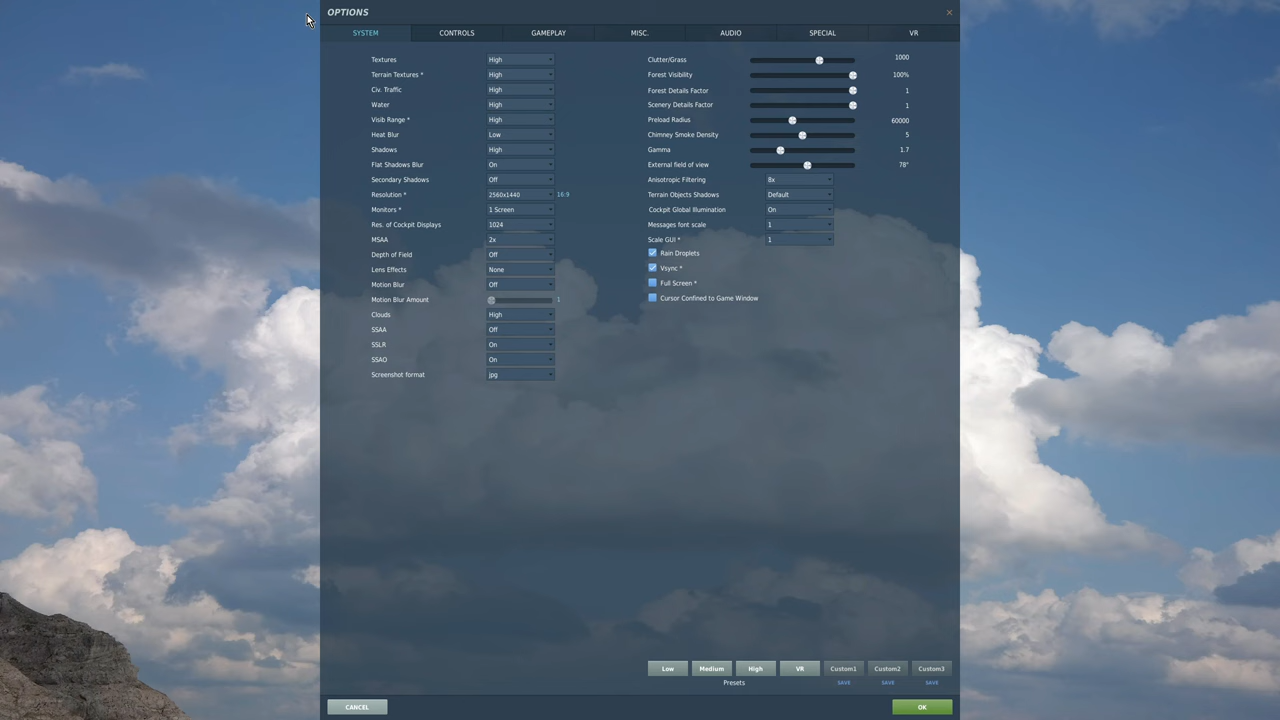 OPTIONS
SYSTEM CONTROLS GAMEPLAY MISC. AUDIO SPECIAL VR
Textures High
Terrain Textures * High
Civ. Traffic High
Water High
Visib Range * High
Heat Blur Low
Shadows High
Flat Shadows Blur On
Secondary Shadows Off
Resolution * 2560x1440 16:9
Monitors * 1 Screen
Res. of Cockpit Displays 1024
MSAA 2x
Depth of Field Off
Lens Effects None
Motion Blur Off
Motion Blur Amount 1
Clouds High
SSAA Off
SSLR On
SSAO On
Screenshot format jpg
Clutter/Grass 1000
Forest Visibility 100%
Forest Details Factor 1
Scenery Details Factor 1
Preload Radius 60000
Chimney Smoke Density 5
Gamma 1.7
External field of view 78°
Anisotropic Filtering 8x
Terrain Objects Shadows Default
Cockpit Global Illumination On
Messages font scale 1
Scale GUI * 1
Rain Droplets
Vsync *
Full Screen *
Cursor Confined to Game Window
Low Medium High VR Custom1 Custom2 Custom3
Presets SAVE SAVE SAVE
CANCEL OK